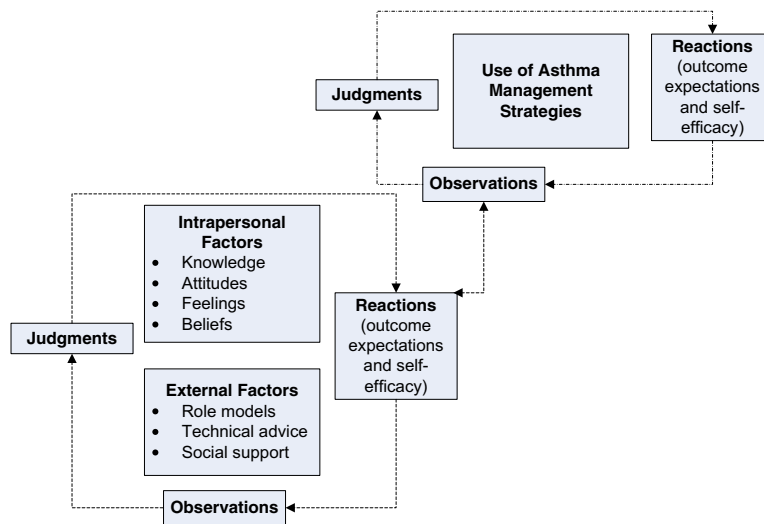 Reactions
(outcome
expectations
and self-
efficacy)
Use of Asthma
Management
Strategies
Judgments
Observations
Intrapersonal
Factors
• Knowledge
• Attitudes
• Feelings
• Beliefs
Reactions
(outcome
expectations
and self-
efficacy)
Judgments
External Factors
• Role models
• Technical advice
• Social support
Observations